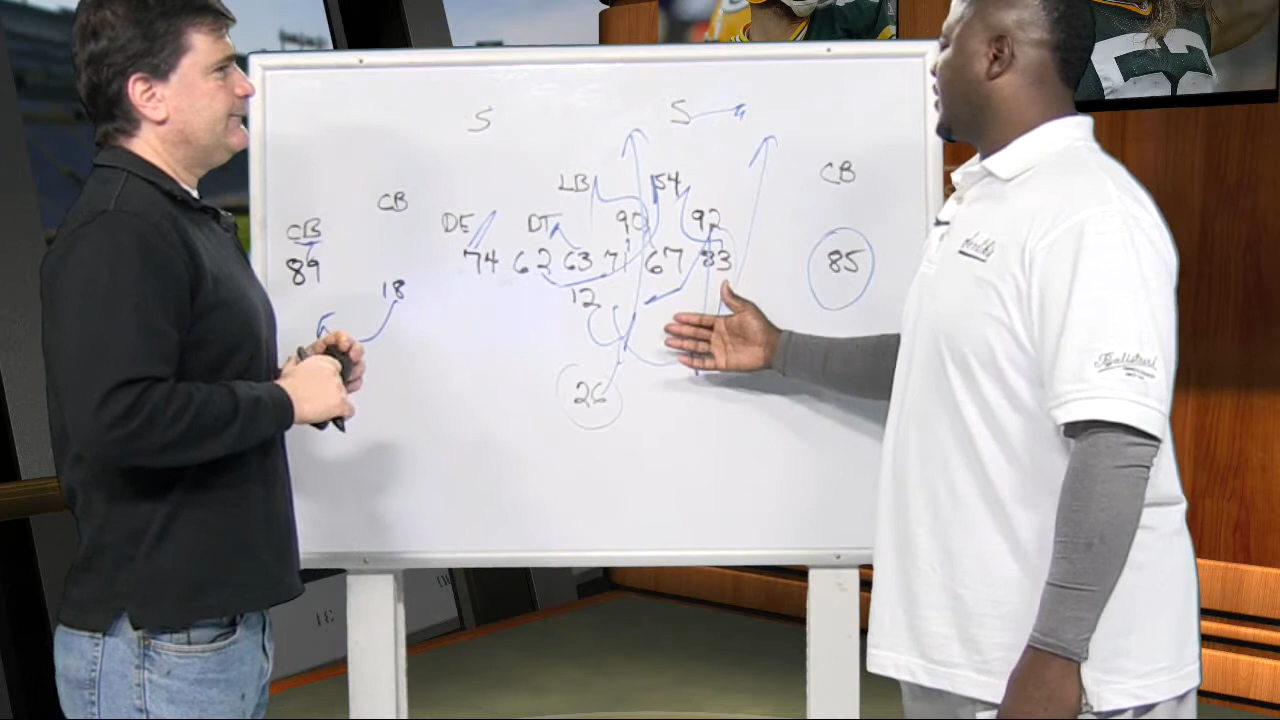 S S
CB CB LB 54 CB
DE DT 90 92
89 74 62 63 71 67 83 85
18 12
26